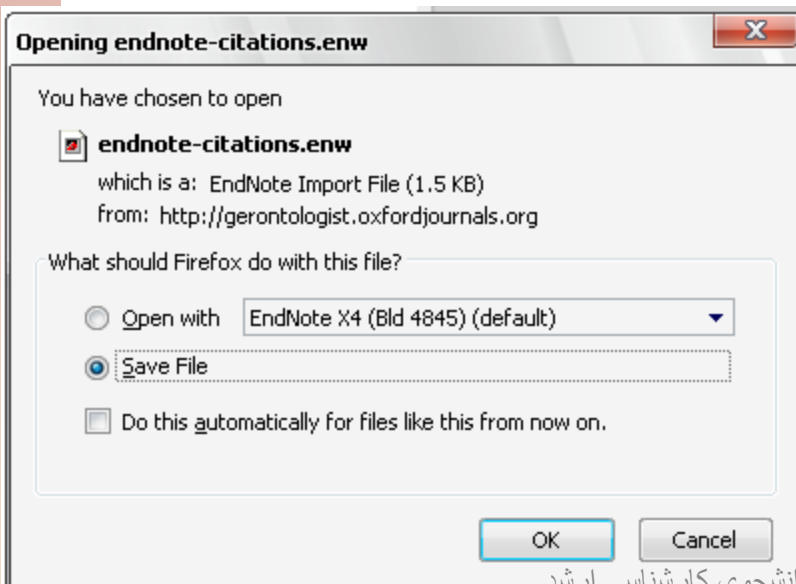 Opening endnote-citations.enw
You have chosen to open
endnote-citations.enw
which is a: EndNote Import File (1.5 KB)
from: http://gerontologist.oxfordjournals.org
What should Firefox do with this file?
Open with EndNote X4 (Bld 4845) (default)
Save File
Do this automatically for files like this from now on.
OK Cancel
کارشناسی ارشد